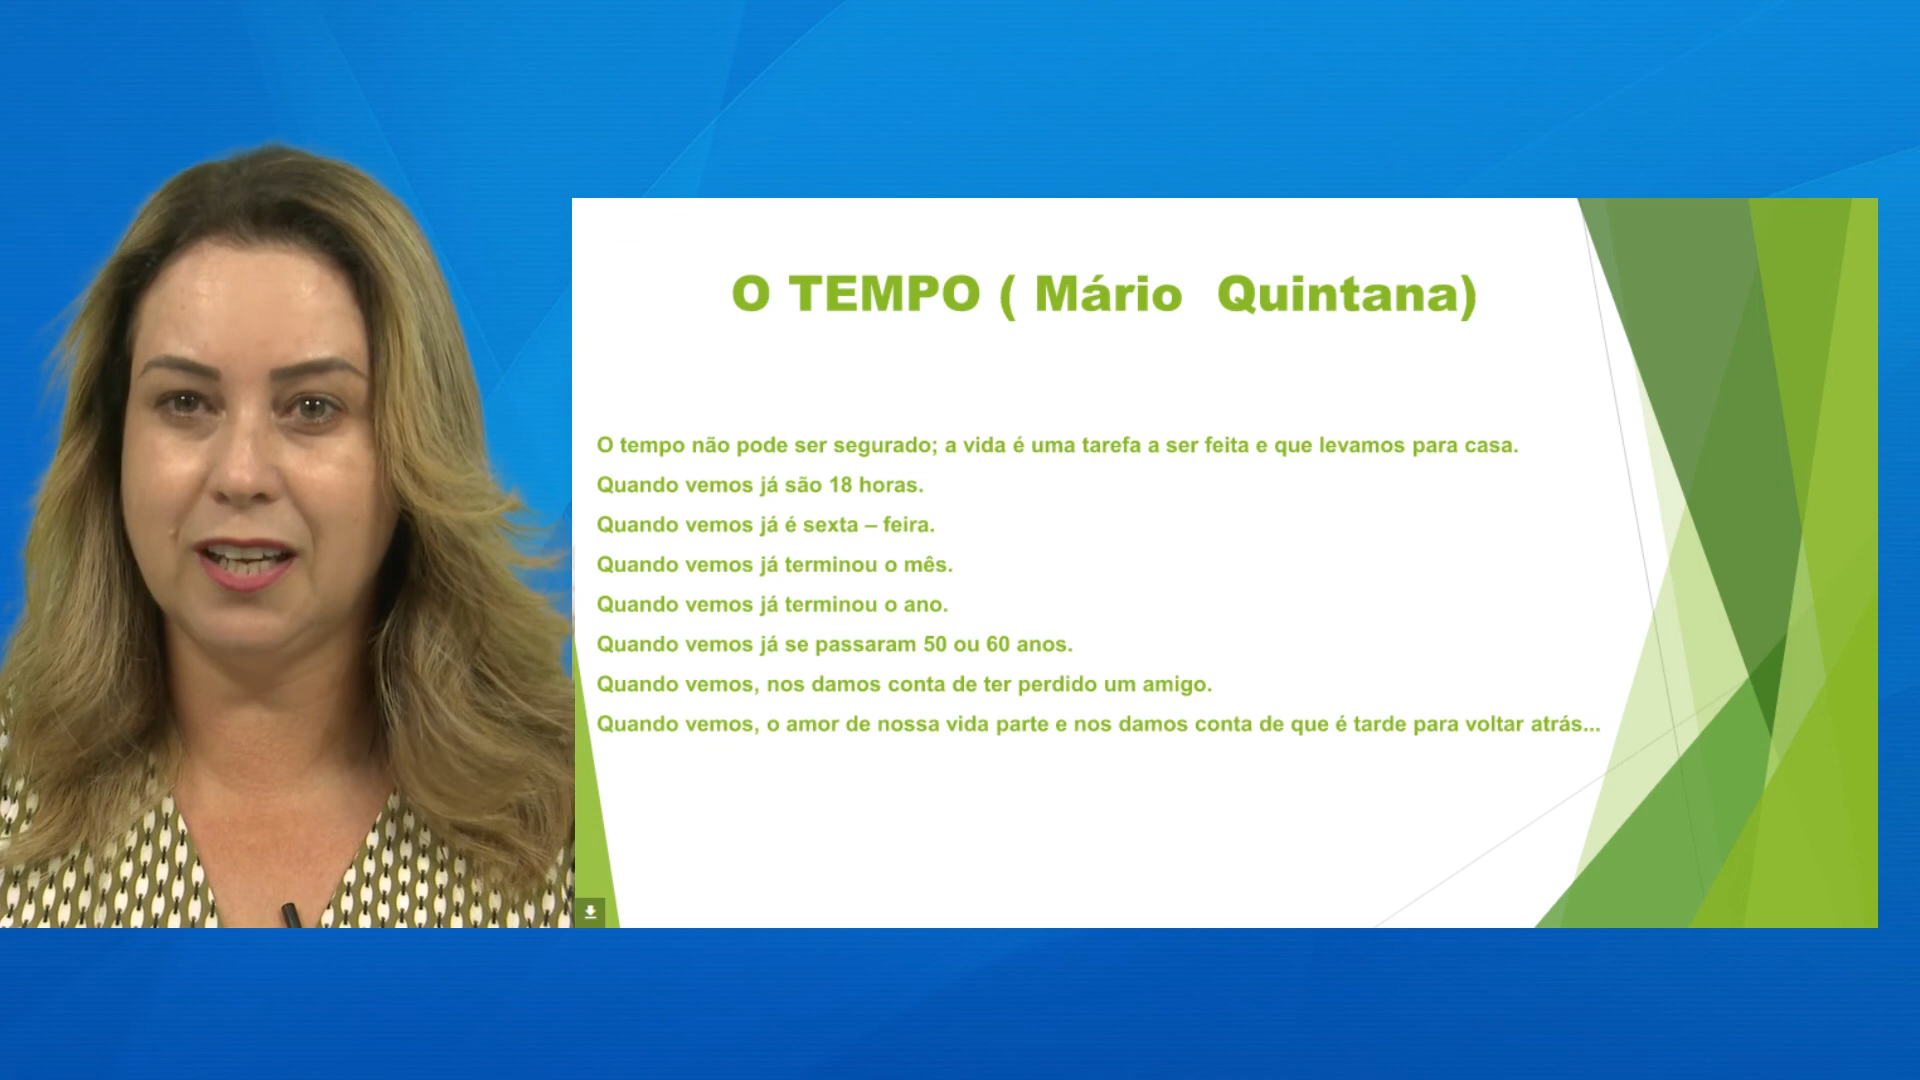 O TEMPO ( Mário  Quintana)
O tempo não pode ser segurado; a vida é uma tarefa a ser feita e que levamos para casa.
Quando vemos já são 18 horas.
Quando vemos já é sexta – feira.
Quando vemos já terminou o mês.
Quando vemos já terminou o ano.
Quando vemos já se passaram 50 ou 60 anos.
Quando vemos, nos damos conta de ter perdido um amigo.
Quando vemos, o amor de nossa vida parte e nos damos conta de que é tarde para voltar atrás...